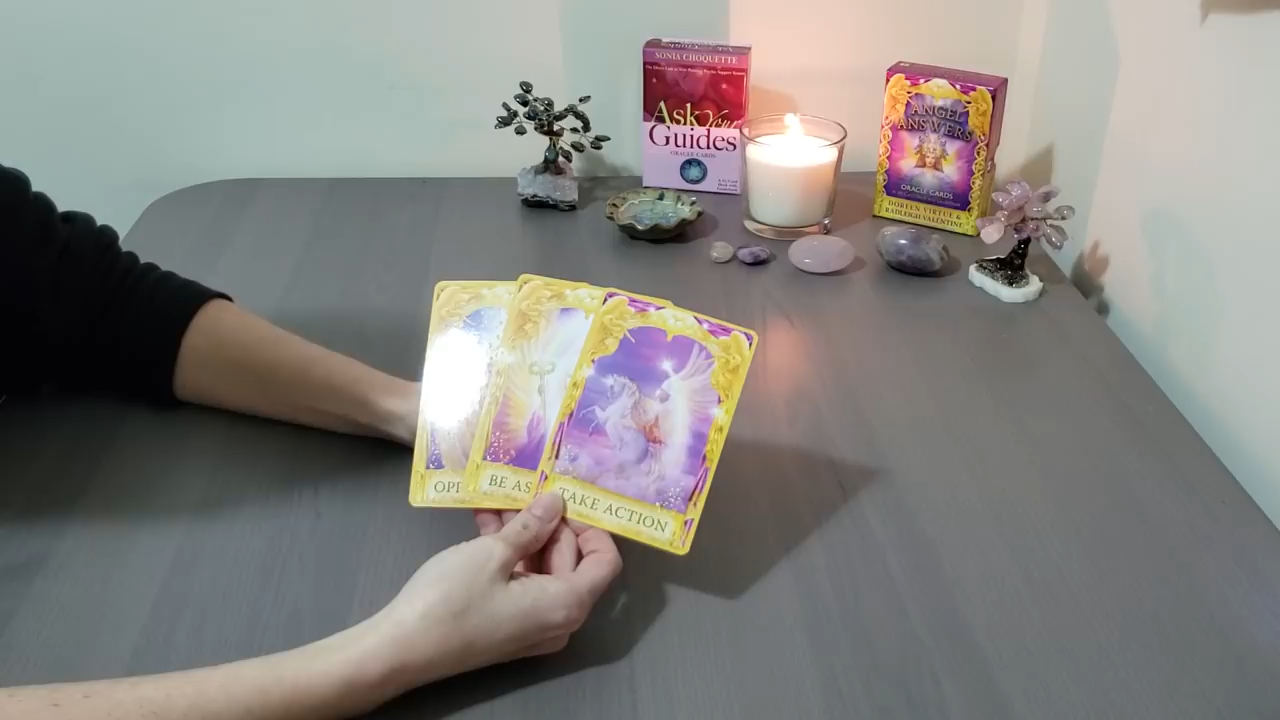 SONIA CHOQUETTE
Ask Your
Guides
ORACLE CARDS
ANGEL
ANSWERS
ORACLE CARDS
DOREEN VIRTUE &
RADLEIGH VALENTINE
OPE
BE AS
TAKE ACTION